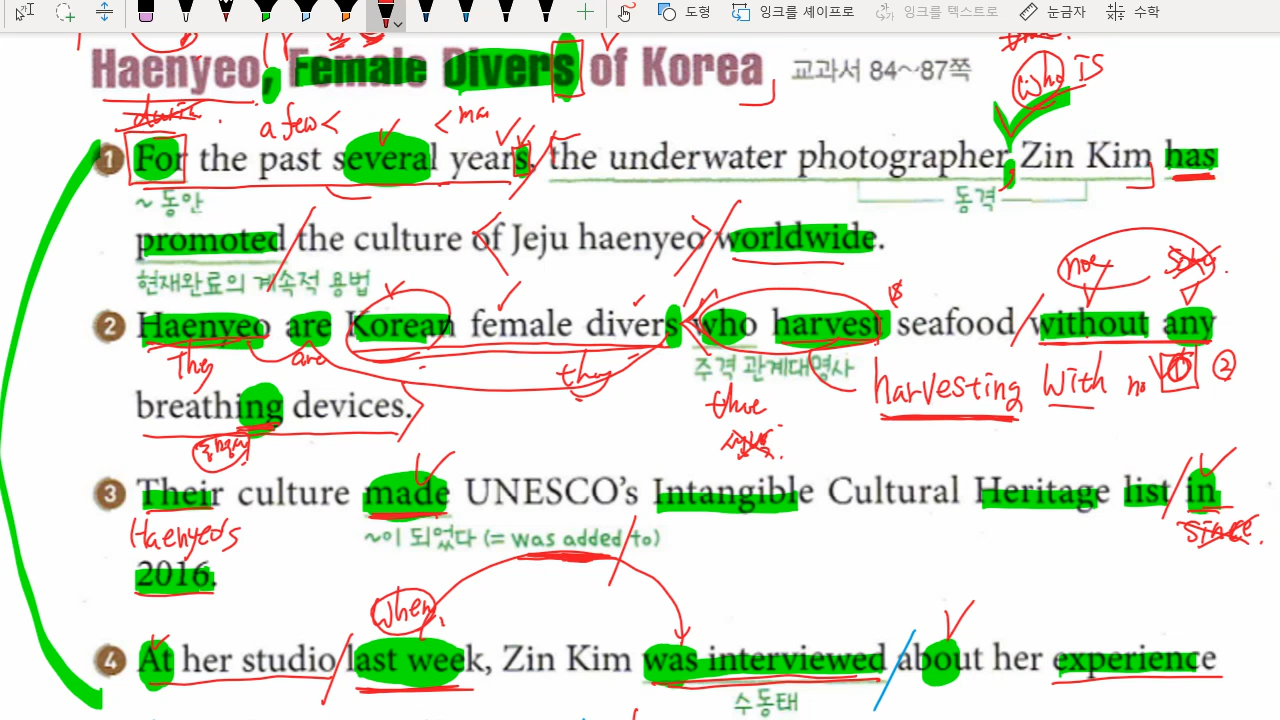 도형 잉크를 셰이프로 잉크를 텍스트로 눈금자 수학
Haenyeo, Female Divers of Korea 교과서 84~87쪽
who is
a few <
1 For the past several years, the underwater photographer, Zin Kim has
~ 동안 동격
promoted the culture of Jeju haenyeo worldwide.
현재완료의 계속적 용법
2 Haenyeo are Korean female divers who harvest seafood without any
They are 주격 관계대명사
harvesting with no ① ②
breathing devices.
3 Their culture made UNESCO's Intangible Cultural Heritage list in
Haenyeo's ~이 되었다 (= was added to) since
2016.
when
4 At her studio last week, Zin Kim was interviewed about her experience
수동태